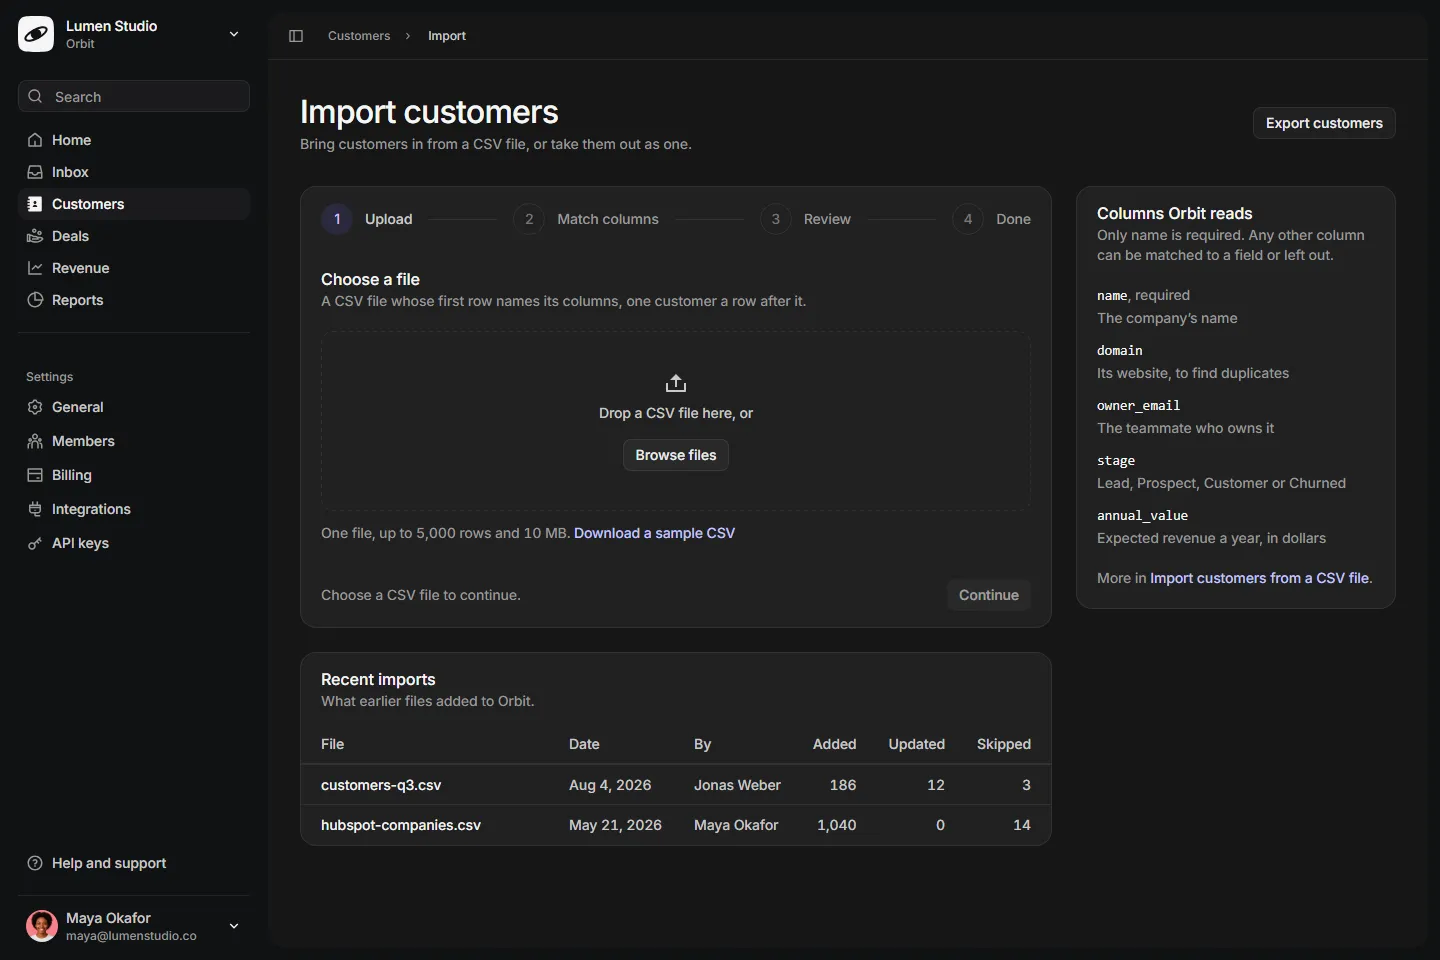 Lumen Studio
Orbit
Search
Home
Inbox
Customers
Deals
Revenue
Reports
Settings
General
Members
Billing
Integrations
API keys
Help and support
Maya Okafor
maya@lumenstudio.co
Customers > Import
Import customers
Bring customers in from a CSV file, or take them out as one.
Export customers
1 Upload 2 Match columns 3 Review 4 Done
Choose a file
A CSV file whose first row names its columns, one customer a row after it.
Drop a CSV file here, or
Browse files
One file, up to 5,000 rows and 10 MB. Download a sample CSV
Choose a CSV file to continue.
Continue
Columns Orbit reads
Only name is required. Any other column
can be matched to a field or left out.
name, required
The company’s name
domain
Its website, to find duplicates
owner_email
The teammate who owns it
stage
Lead, Prospect, Customer or Churned
annual_value
Expected revenue a year, in dollars
More in Import customers from a CSV file.
Recent imports
What earlier files added to Orbit.
File Date By Added Updated Skipped
customers-q3.csv Aug 4, 2026 Jonas Weber 186 12 3
hubspot-companies.csv May 21, 2026 Maya Okafor 1,040 0 14